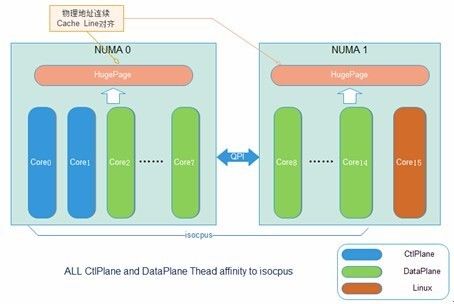 物理地址连续
Cache Line对齐
NUMA 0
NUMA 1
HugePage
HugePage
Core0
Core1
Core2
......
Core7
QPI
Core8
......
Core14
Core15
isocpus
ALL CtlPlane and DataPlane Thead affinity to isocpus
CtlPlane
DataPlane
Linux